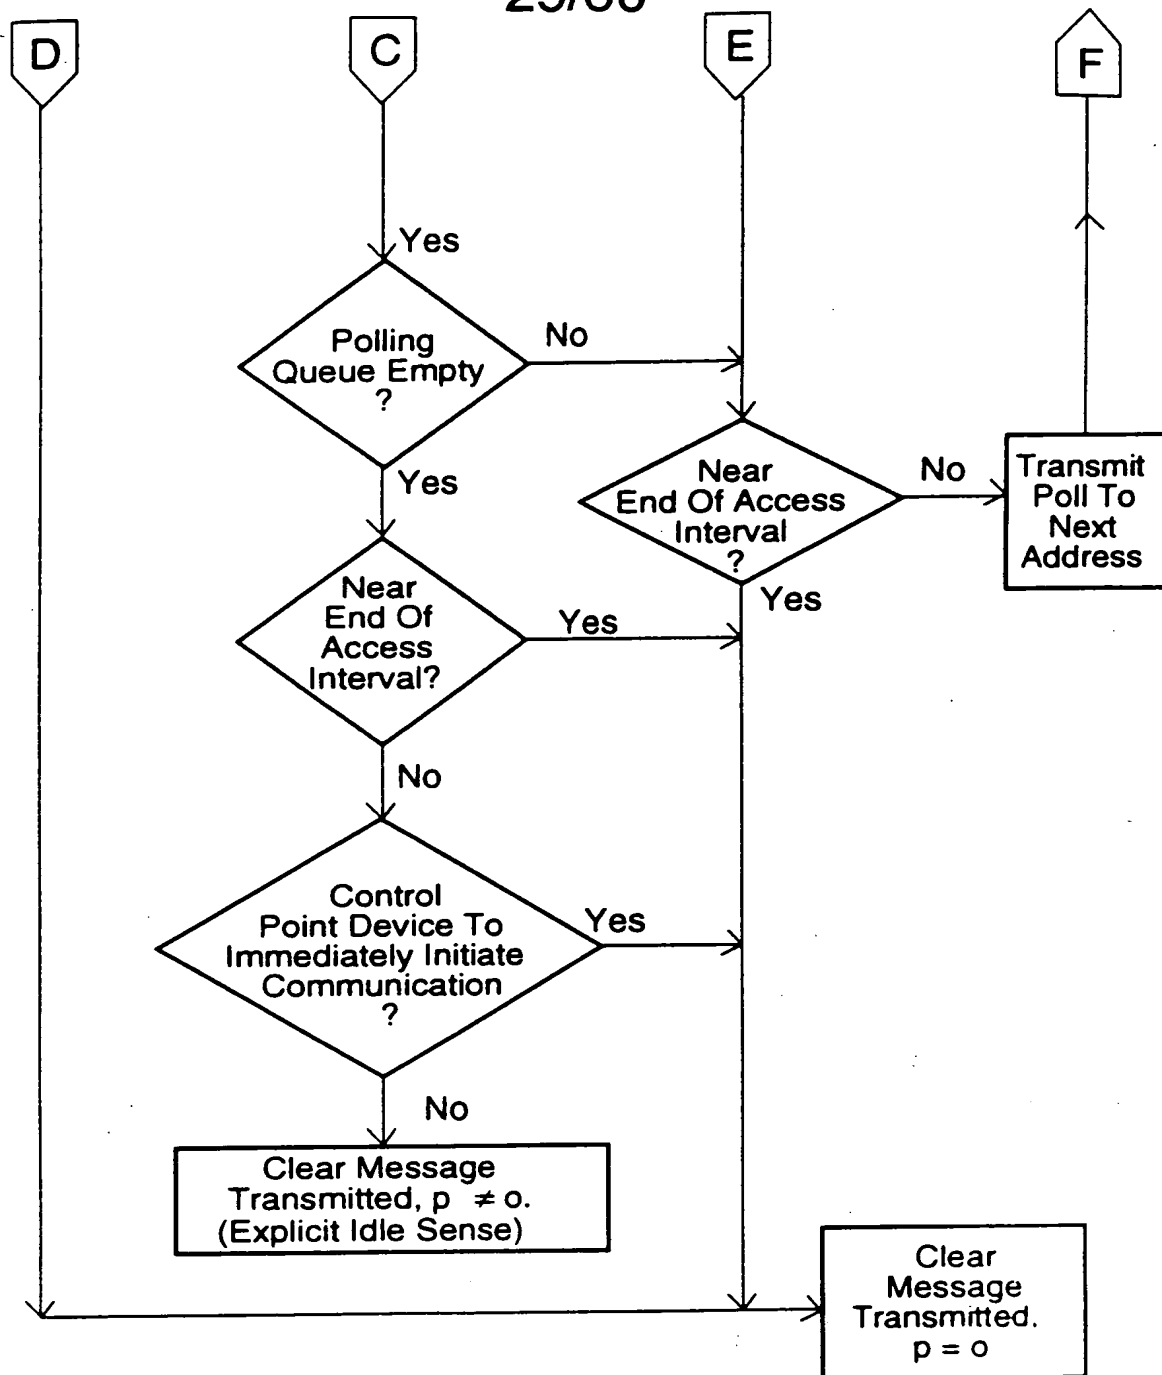 D
C
E
F
Yes
Polling
Queue Empty
?
No
Yes
Near
End Of Access
Interval
?
No
Yes
Transmit
Poll To
Next
Address
Near
End Of
Access
Interval?
Yes
No
Control
Point Device To
Immediately Initiate
Communication
?
Yes
No
Clear Message
Transmitted, p ≠ o.
(Explicit Idle Sense)
Clear
Message
Transmitted.
p = o